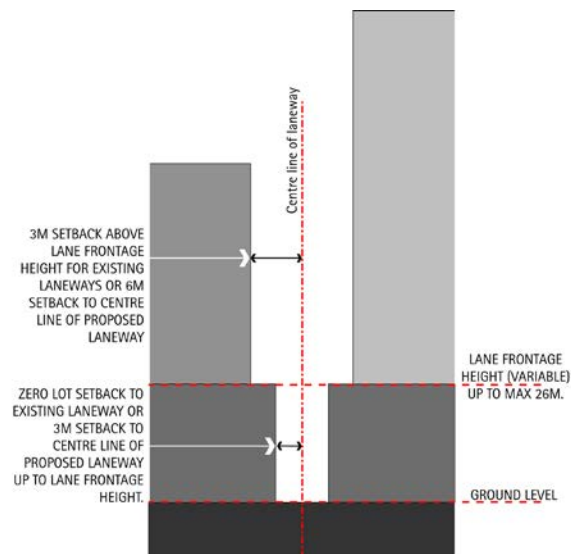 Centre line of laneway
3M SETBACK ABOVE
LANE FRONTAGE
HEIGHT FOR EXISTING
LANEWAYS OR 6M
SETBACK TO CENTRE
LINE OF PROPOSED
LANEWAY
LANE FRONTAGE
HEIGHT (VARIABLE)
UP TO MAX 26M.
ZERO LOT SETBACK TO
EXISTING LANEWAY OR
3M SETBACK TO
CENTRE LINE OF
PROPOSED LANEWAY
UP TO LANE FRONTAGE
HEIGHT.
GROUND LEVEL